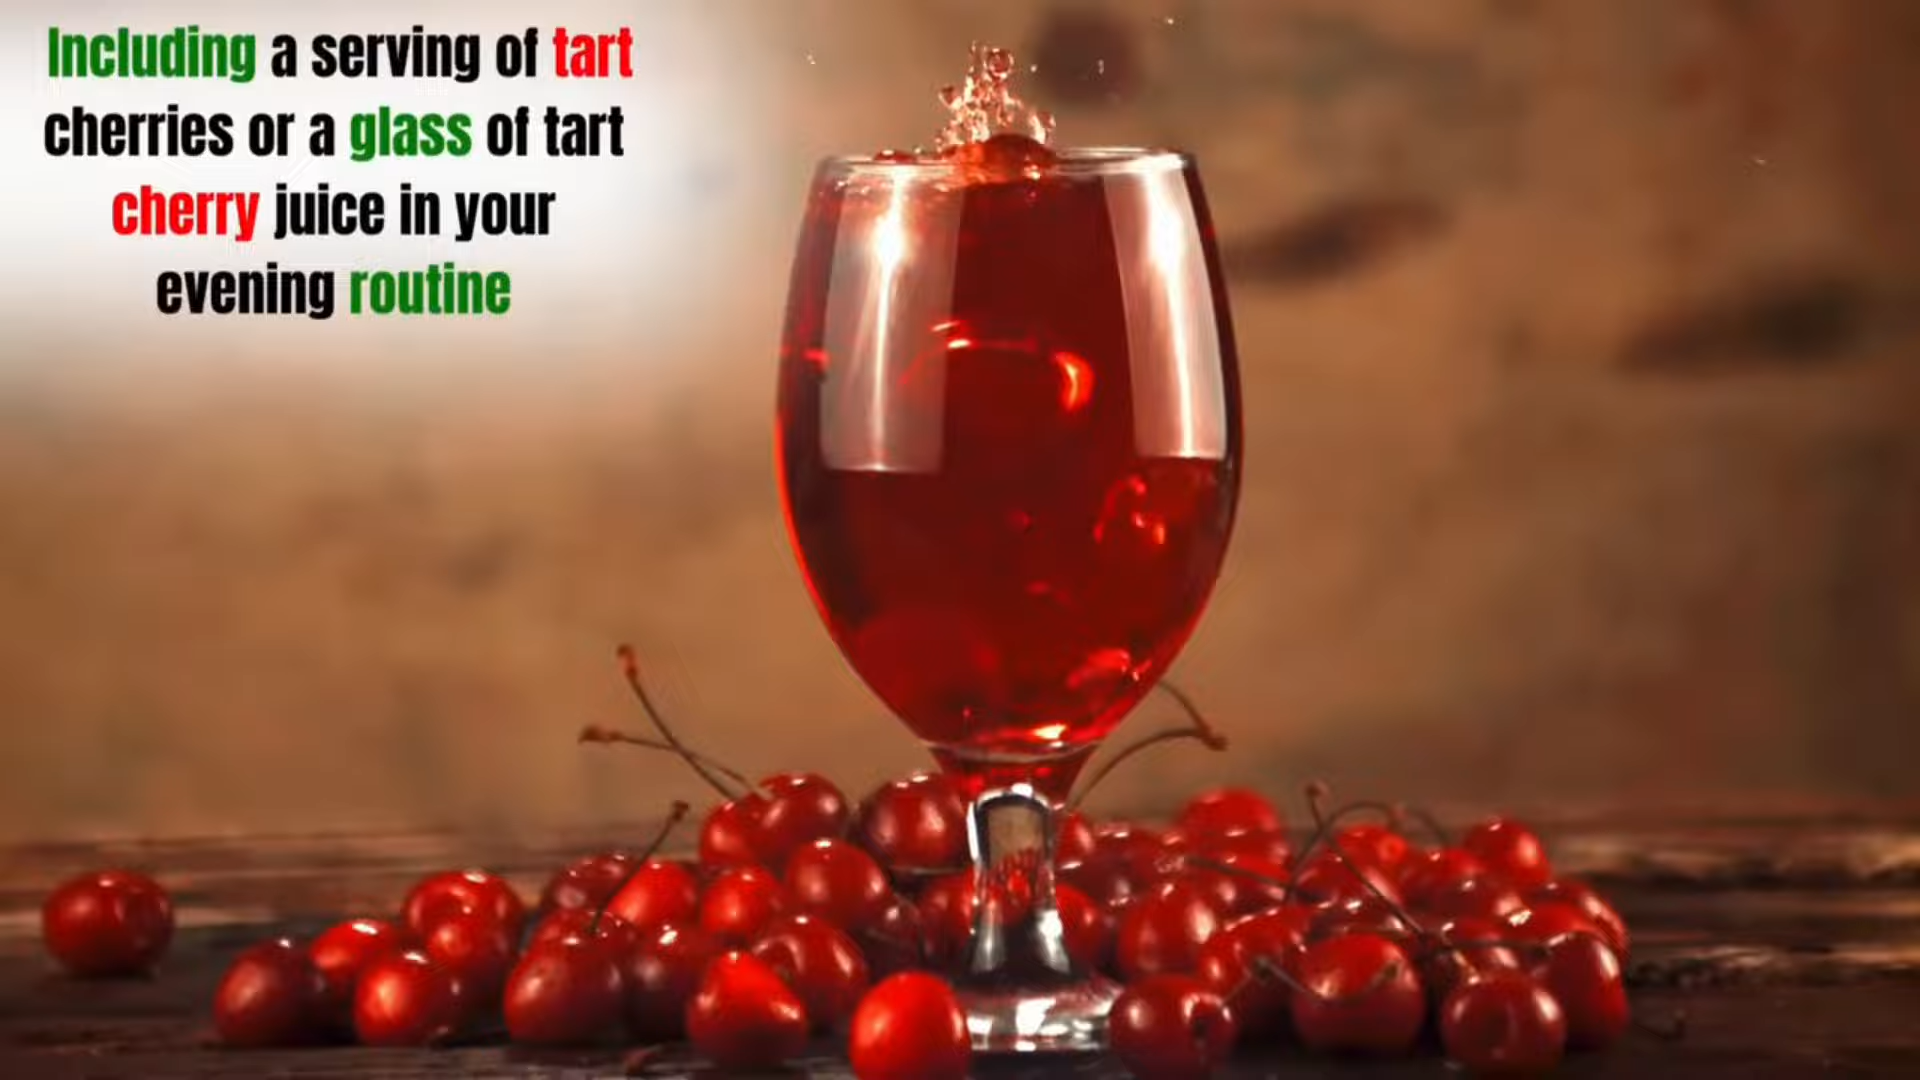 Including a serving of tart
cherries or a glass of tart
cherry juice in your
evening routine